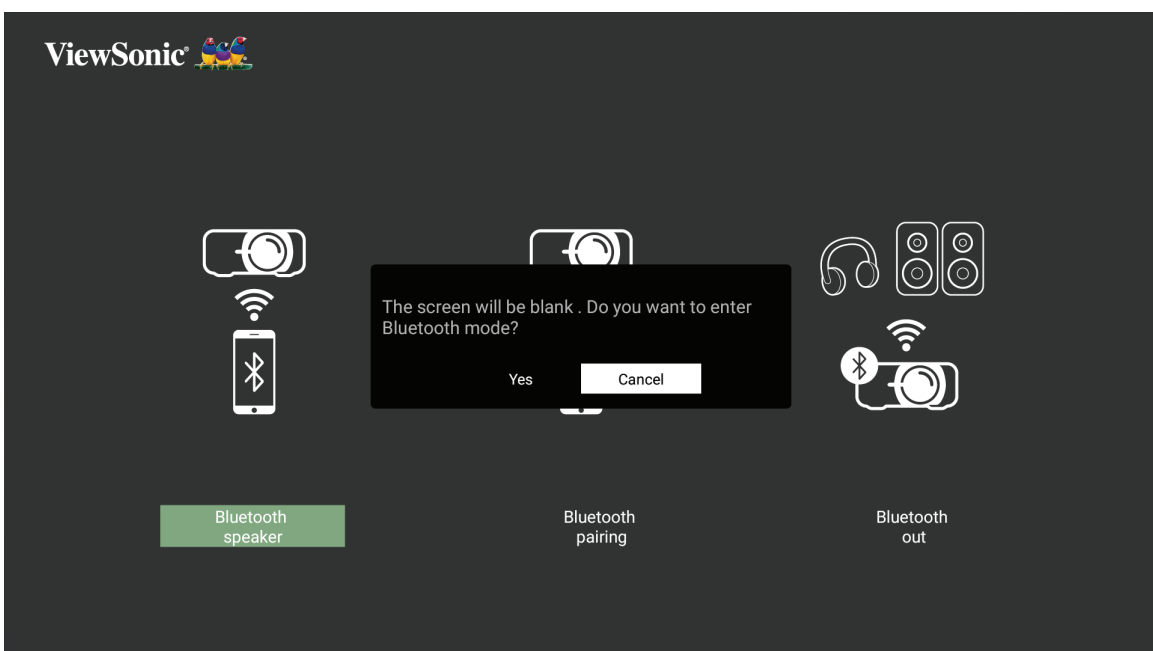 ViewSonic®
The screen will be blank . Do you want to enter
Bluetooth mode?
Yes
Cancel
Bluetooth
speaker
Bluetooth
pairing
Bluetooth
out